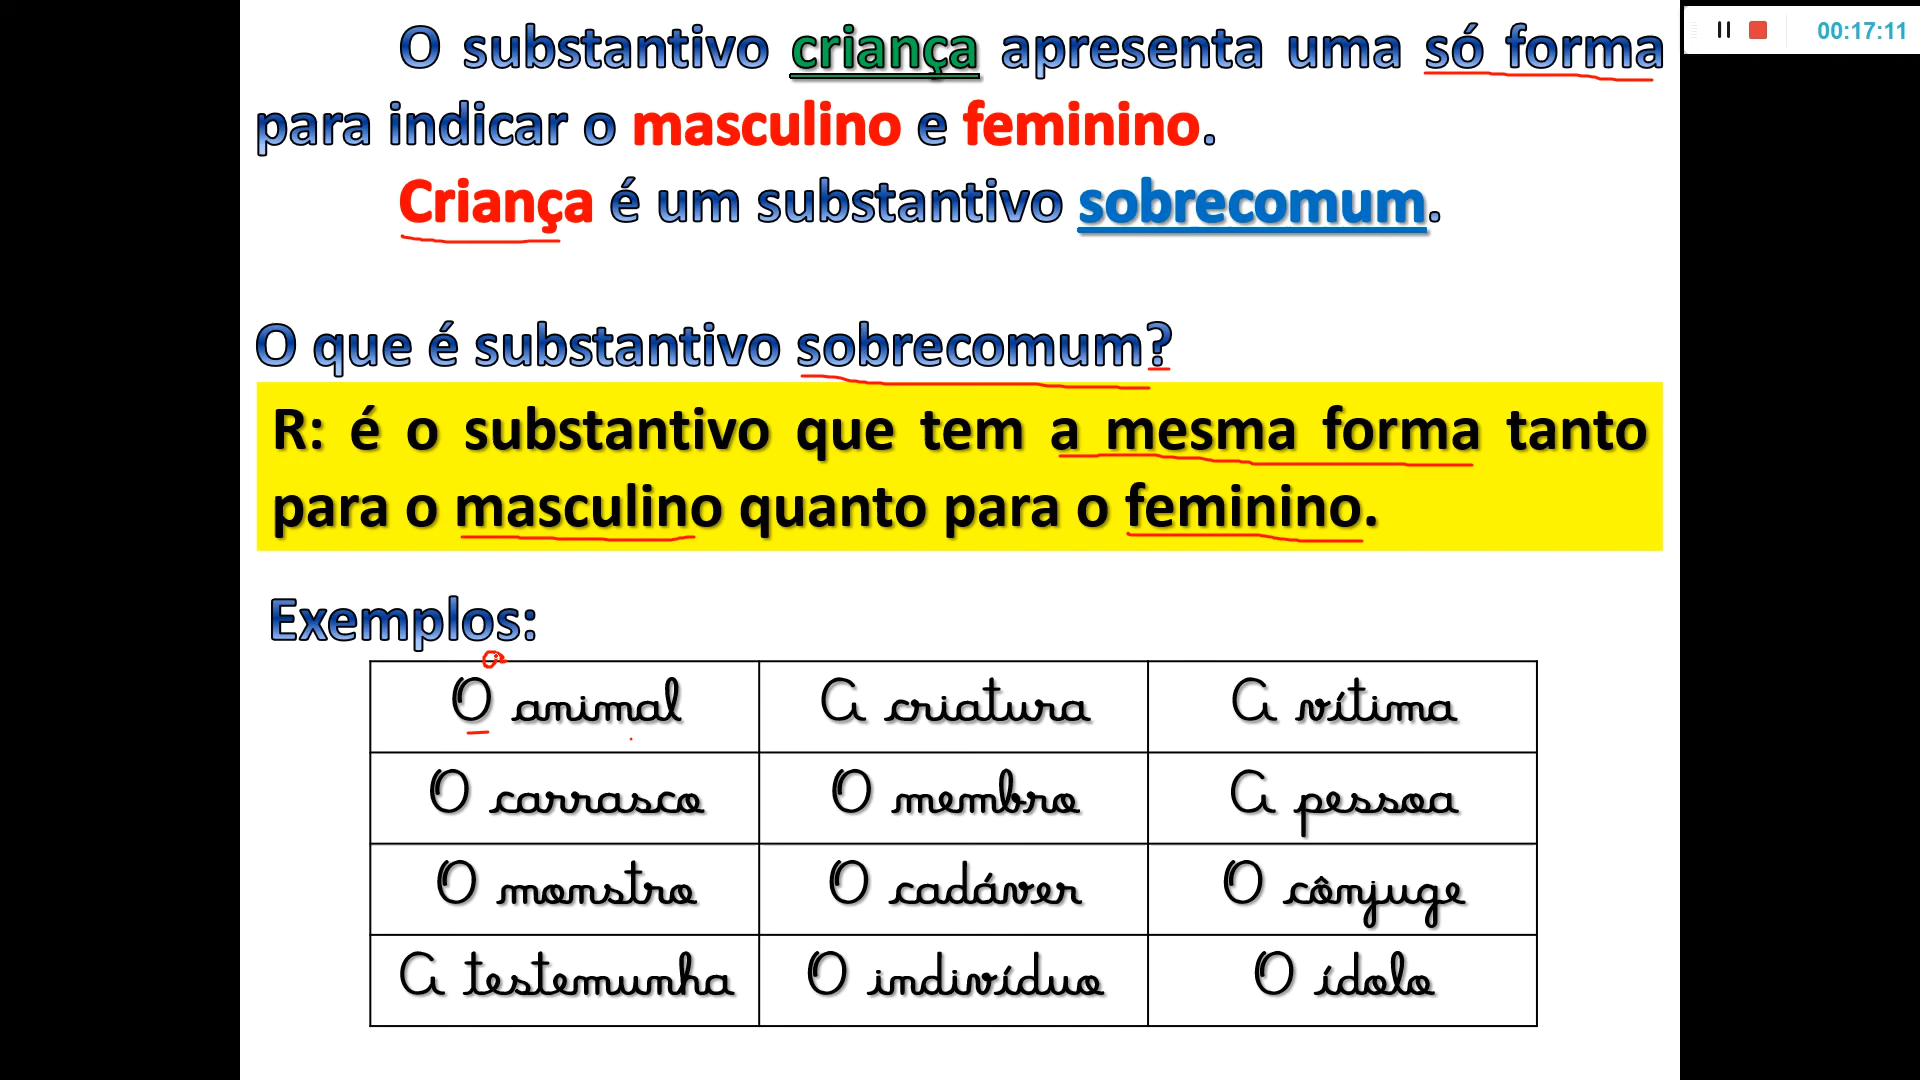 00:17:11
O substantivo criança apresenta uma só forma
para indicar o masculino e feminino.
Criança é um substantivo sobrecomum.
O que é substantivo sobrecomum?
R: é o substantivo que tem a mesma forma tanto
para o masculino quanto para o feminino.
Exemplos:
a
O animal A criatura A vítima
O carrasco O membro A pessoa
O monstro O cadáver O cônjuge
A testemunha O indivíduo O ídolo